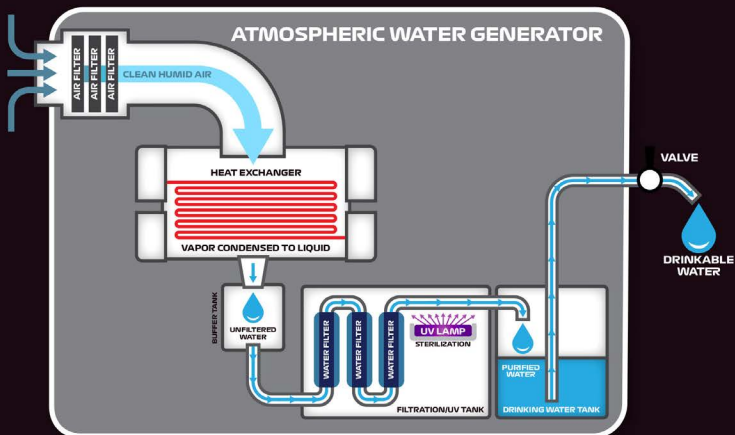 ATMOSPHERIC WATER GENERATOR
AIR FILTER
AIR FILTER
AIR FILTER
CLEAN HUMID AIR
HEAT EXCHANGER
VAPOR CONDENSED TO LIQUID
BUFFER TANK
UNFILTERED
WATER
WATER FILTER
WATER FILTER
WATER FILTER
UV LAMP
STERILIZATION
FILTRATION/UV TANK
PURIFIED
WATER
DRINKING WATER TANK
VALVE
DRINKABLE
WATER